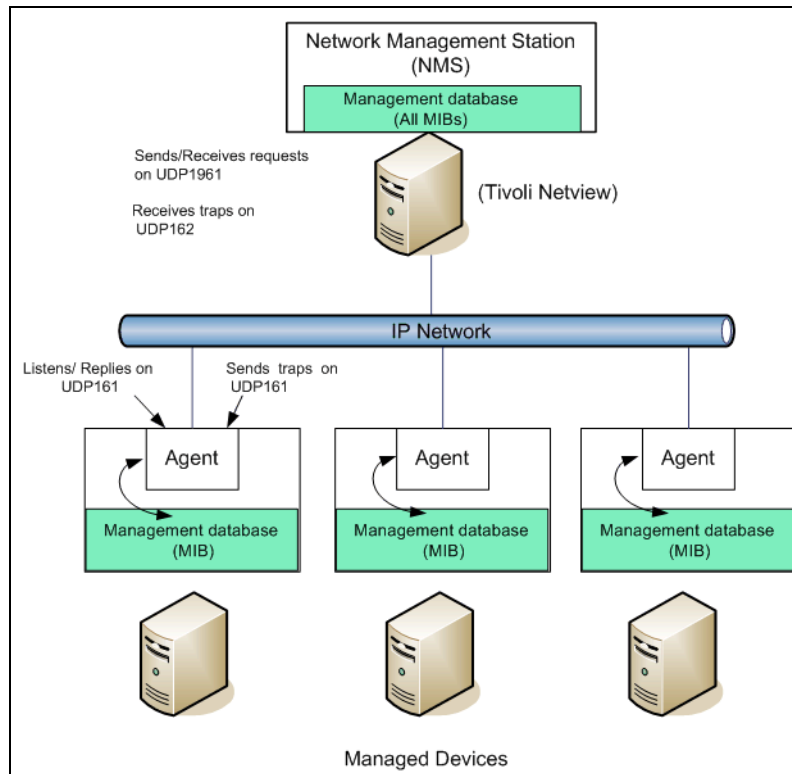 Network Management Station
(NMS)
Management database
(All MIBs)
Sends/Receives requests
on UDP1961
Receives traps on
UDP162
(Tivoli Netview)
IP Network
Listens/ Replies on
UDP161
Sends traps on
UDP161
Agent
Agent
Agent
Management database
(MIB)
Management database
(MIB)
Management database
(MIB)
Managed Devices